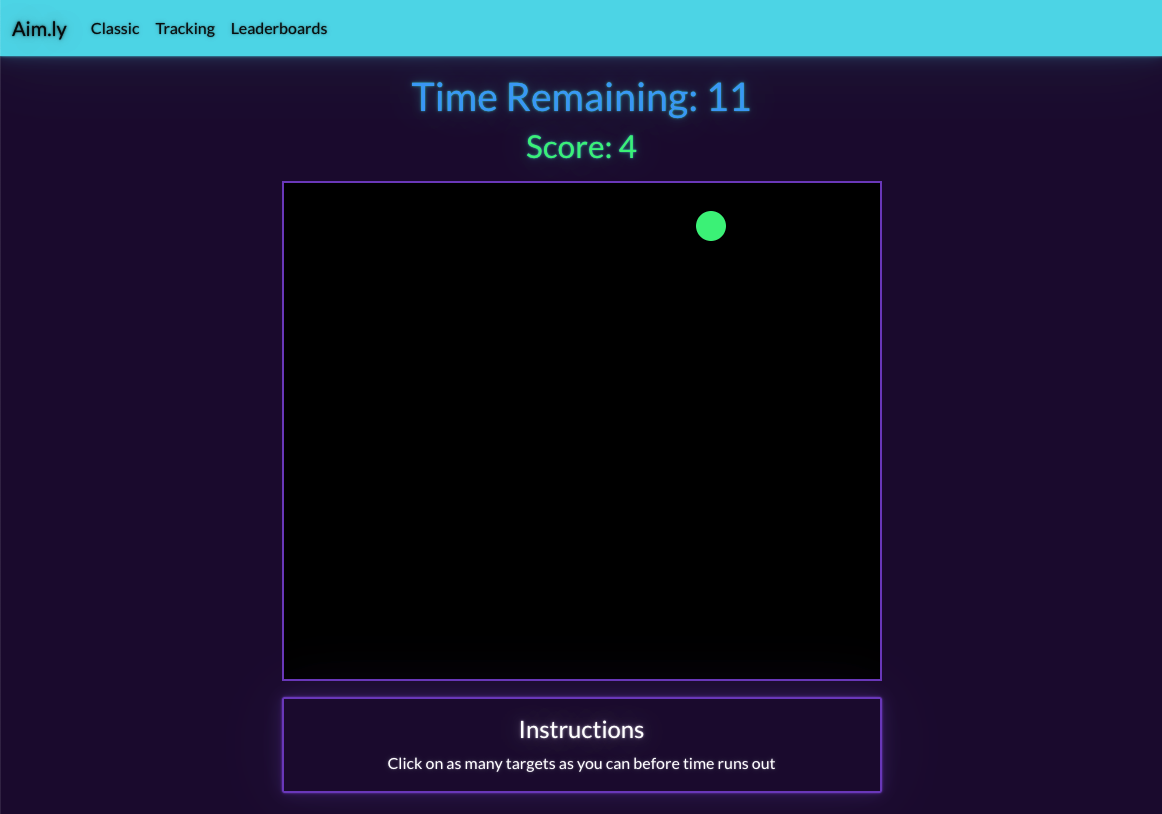 Aim.ly Classic Tracking Leaderboards
Time Remaining: 11
Score: 4
Instructions
Click on as many targets as you can before time runs out